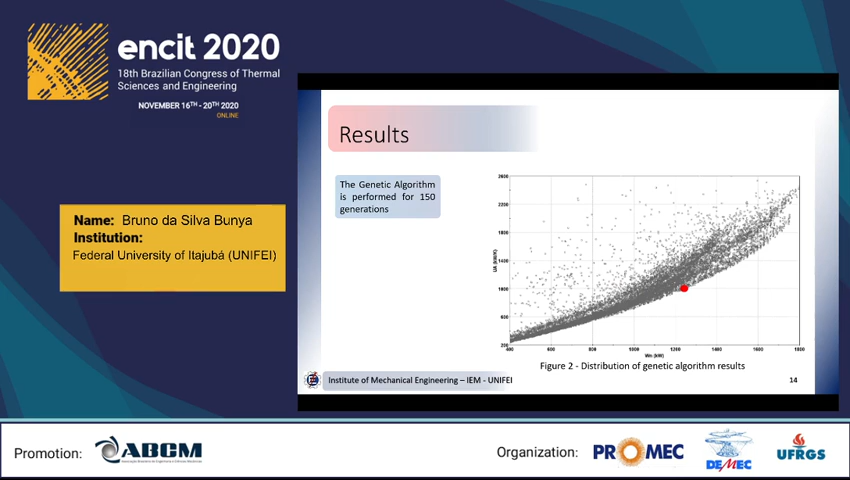 encit 2020
18th Brazilian Congress of Thermal
Sciences and Engineering
NOVEMBER 16TH - 20TH 2020
ONLINE
Name: Bruno da Silva Bunya
Institution:
Federal University of Itajubá (UNIFEI)
Results
The Genetic Algorithm
is performed for 150
generations
2600
2200
1800
1400
1000
600
200
UA (kW/K)
400 600 800 1000 1200 1400 1600 1800
Figure 2 - Distribution of genetic algorithm results
Institute of Mechanical Engineering – IEM - UNIFEI
14
Promotion:
ABCM
Organization:
PROMEC
DEMEC
UFRGS